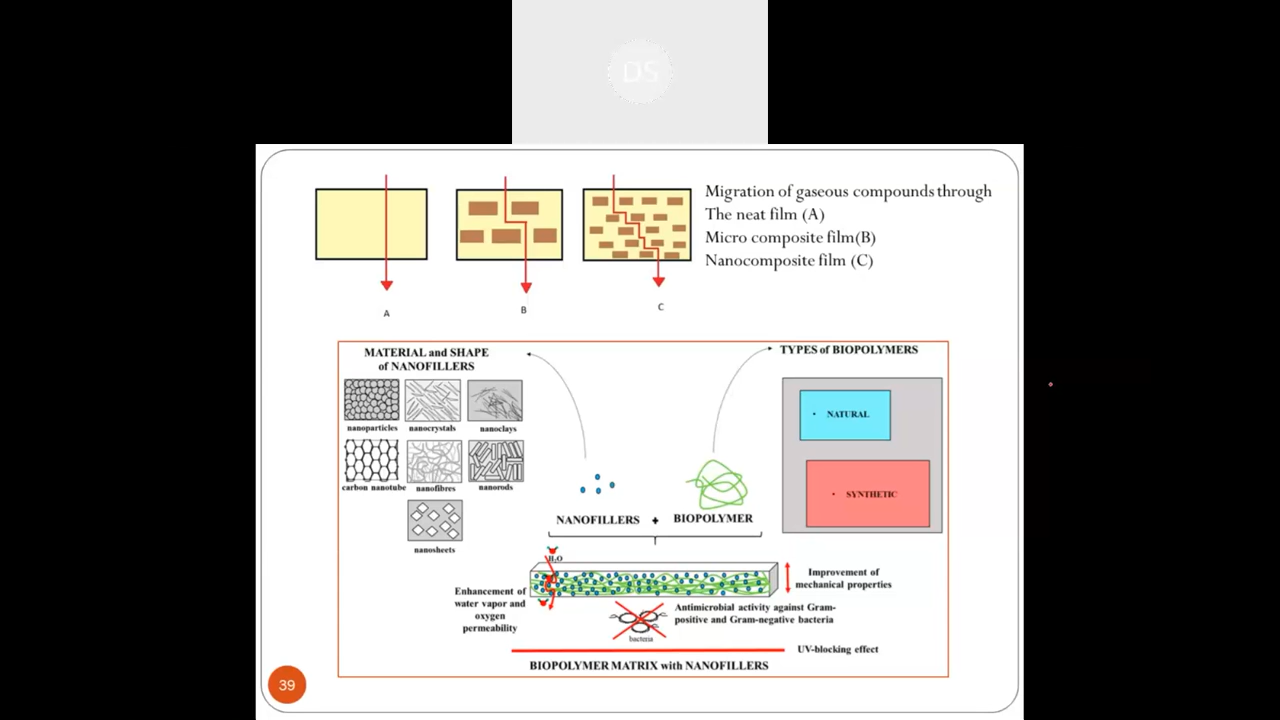 DS
Migration of gaseous compounds through
The neat film (A)
Micro composite film(B)
Nanocomposite film (C)
A
B
C
MATERIAL and SHAPE
of NANOFILLERS
TYPES of BIOPOLYMERS
nanoparticles
nanocrystals
nanoclays
• NATURAL
carbon nanotube
nanofibres
nanorods
• SYNTHETIC
nanosheets
NANOFILLERS + BIOPOLYMER
H₂O
Improvement of
mechanical properties
Enhancement of
water vapor and
oxygen
permeability
Antimicrobial activity against Gram-
positive and Gram-negative bacteria
bacteria
UV-blocking effect
BIOPOLYMER MATRIX with NANOFILLERS
39